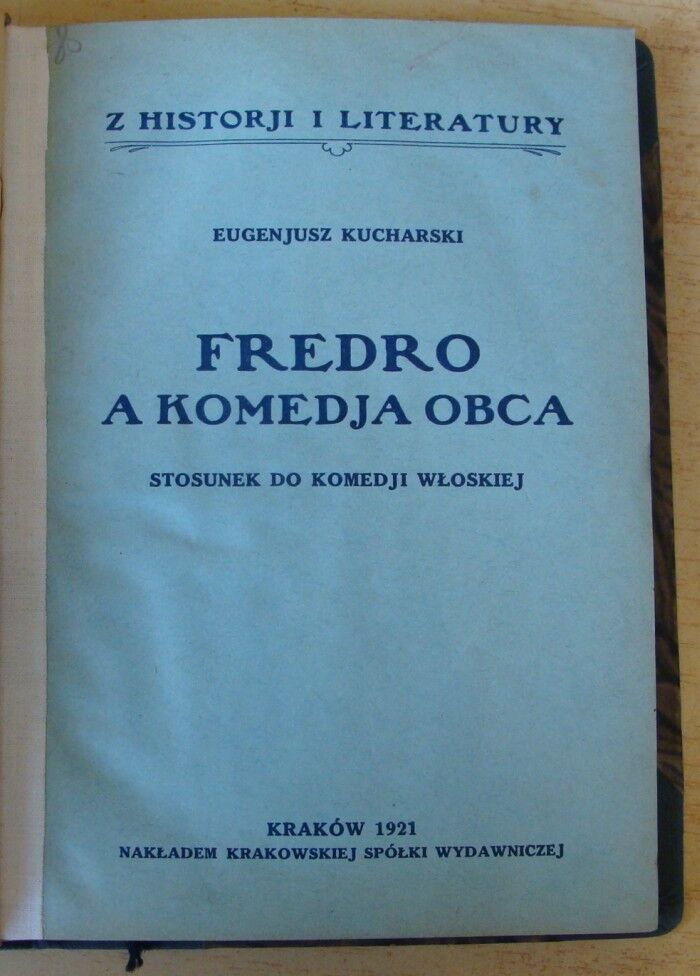 Z HISTORJI I LITERATURY
EUGENJUSZ KUCHARSKI
FREDRO
A KOMEDJA OBCA
STOSUNEK DO KOMEDJI WŁOSKIEJ
KRAKÓW 1921
NAKŁADEM KRAKOWSKIEJ SPÓŁKI WYDAWNICZEJ